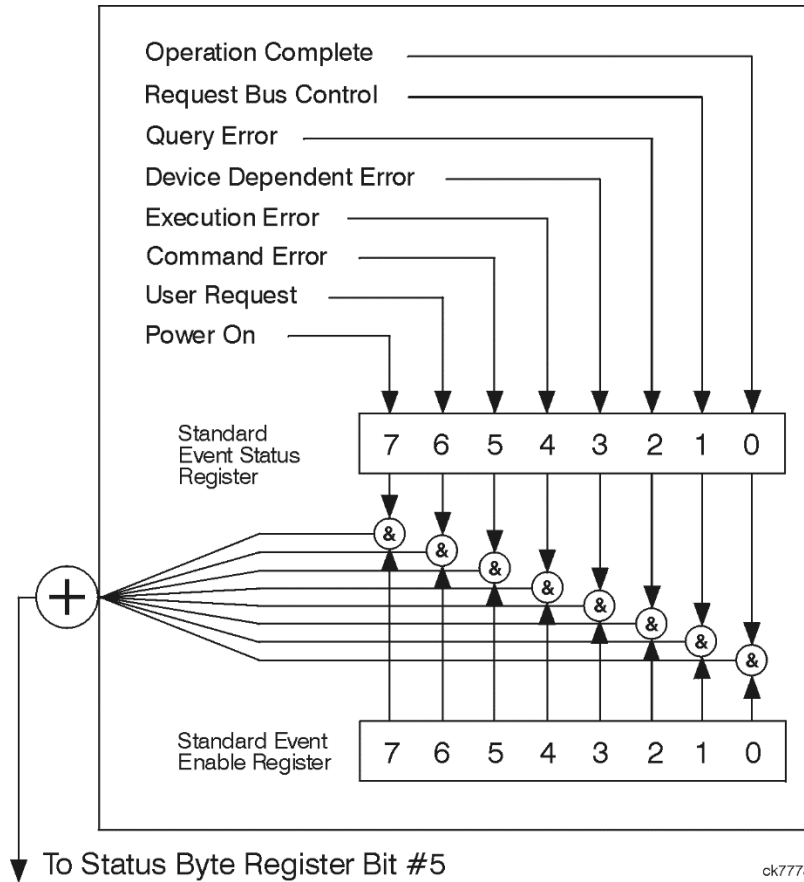 Operation Complete
Request Bus Control
Query Error
Device Dependent Error
Execution Error
Command Error
User Request
Power On
Standard
Event Status
Register
7 6 5 4 3 2 1 0
&
&
&
&
&
&
&
&
+
Standard Event
Enable Register
7 6 5 4 3 2 1 0
To Status Byte Register Bit #5